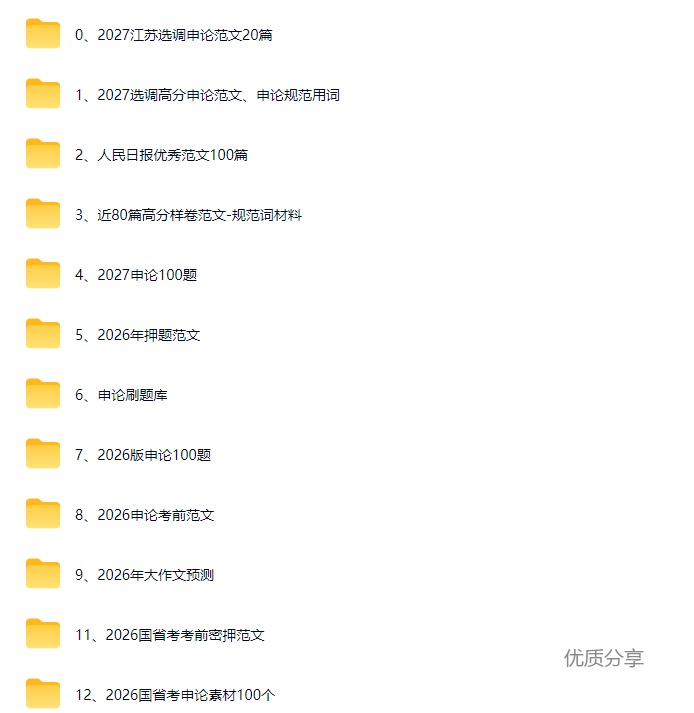 0、2027江苏选调申论范文20篇
1、2027选调高分申论范文、申论规范用词
2、人民日报优秀范文100篇
3、近80篇高分样卷范文-规范词材料
4、2027申论100题
5、2026年押题范文
6、申论刷题库
7、2026版申论100题
8、2026申论考前范文
9、2026年大作文预测
11、2026国省考考前密押范文
优质分享
12、2026国省考申论素材100个